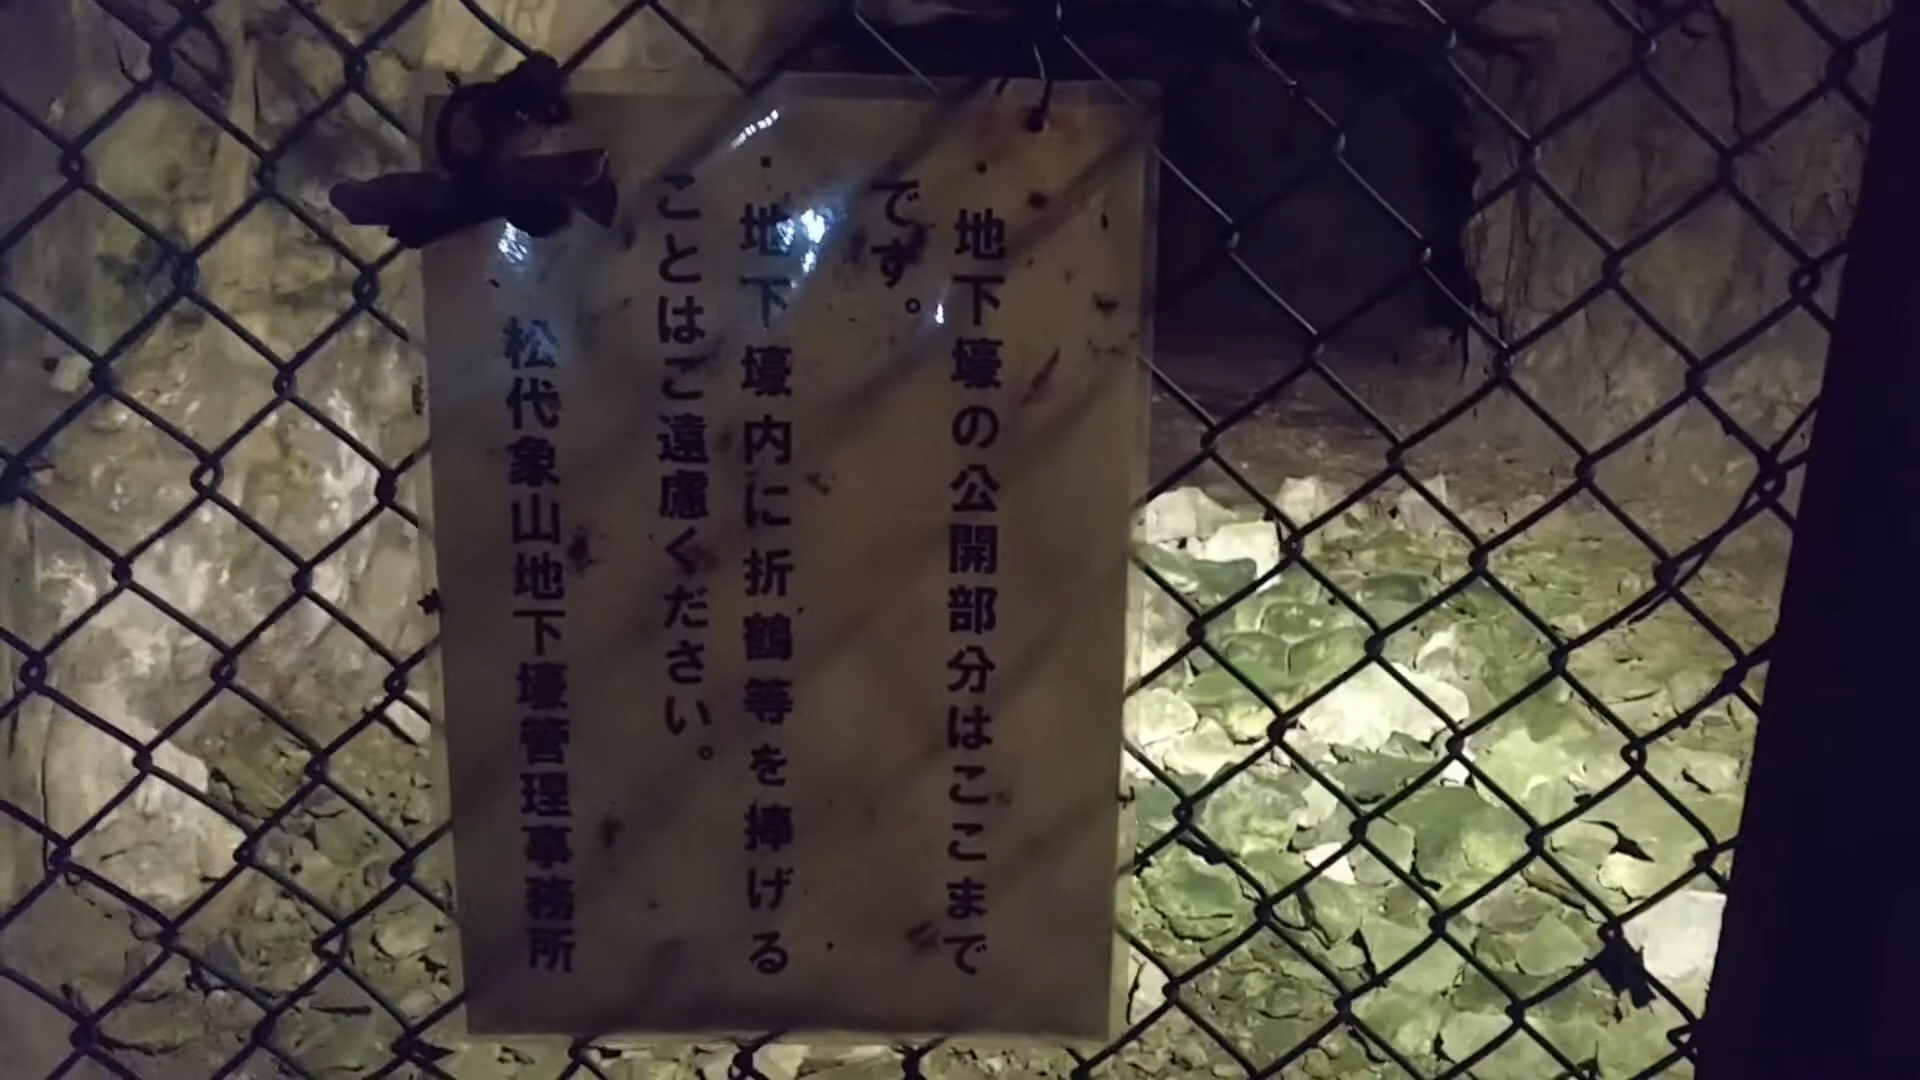 ・地下壕の公開部分はここまで
です。
・地下壕内に折鶴等を捧げる
ことはご遠慮ください。
松代象山地下壕管理事務所